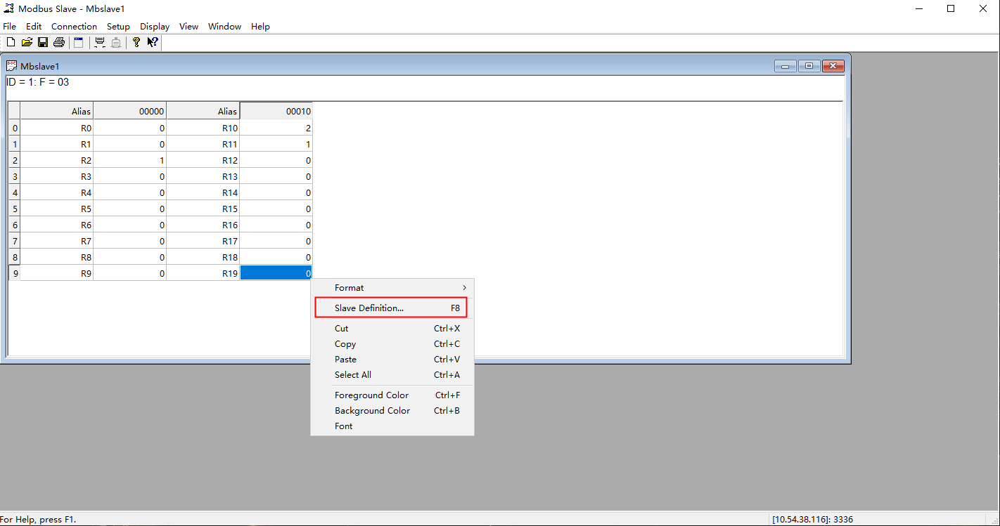 Modbus Slave - Mbslave1
File Edit Connection Setup Display View Window Help
Mbslave1
ID = 1: F = 03
Alias 00000 Alias 00010
0 R0 0 R10 2
1 R1 0 R11 1
2 R2 1 R12 0
3 R3 0 R13 0
4 R4 0 R14 0
5 R5 0 R15 0
6 R6 0 R16 0
7 R7 0 R17 0
8 R8 0 R18 0
9 R9 0 R19 0
Format
Slave Definition... F8
Cut Ctrl+X
Copy Ctrl+C
Paste Ctrl+V
Select All Ctrl+A
Foreground Color Ctrl+F
Background Color Ctrl+B
Font
For Help, press F1. [10.54.38.116]: 3336